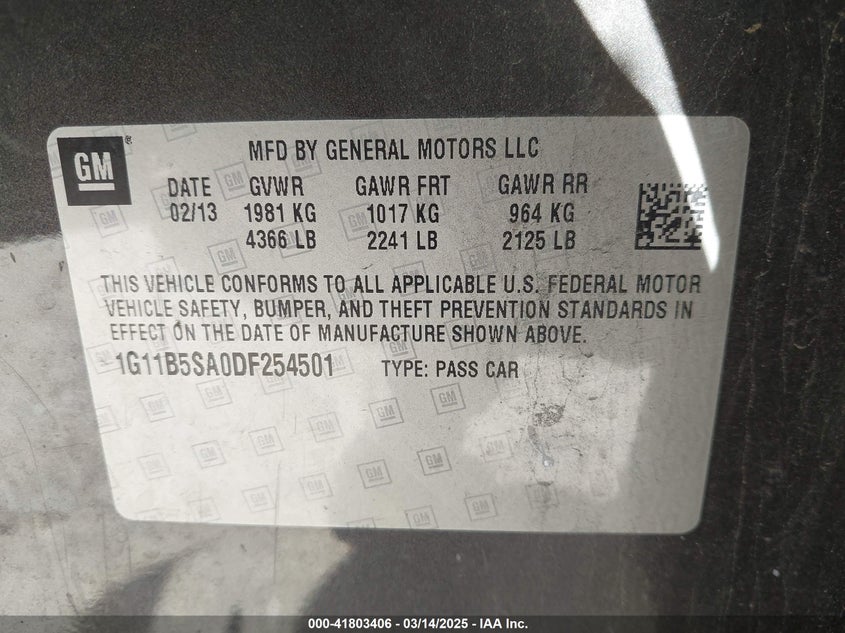 GM
MFD BY GENERAL MOTORS LLC
DATE GVWR GAWR FRT GAWR RR
02/13 1981 KG 1017 KG 964 KG
4366 LB 2241 LB 2125 LB
THIS VEHICLE CONFORMS TO ALL APPLICABLE U.S. FEDERAL MOTOR
VEHICLE SAFETY, BUMPER, AND THEFT PREVENTION STANDARDS IN
EFFECT ON THE DATE OF MANUFACTURE SHOWN ABOVE.
1G11B5SA0DF254501 TYPE: PASS CAR
000-41803406 - 03/14/2025 - IAA Inc.